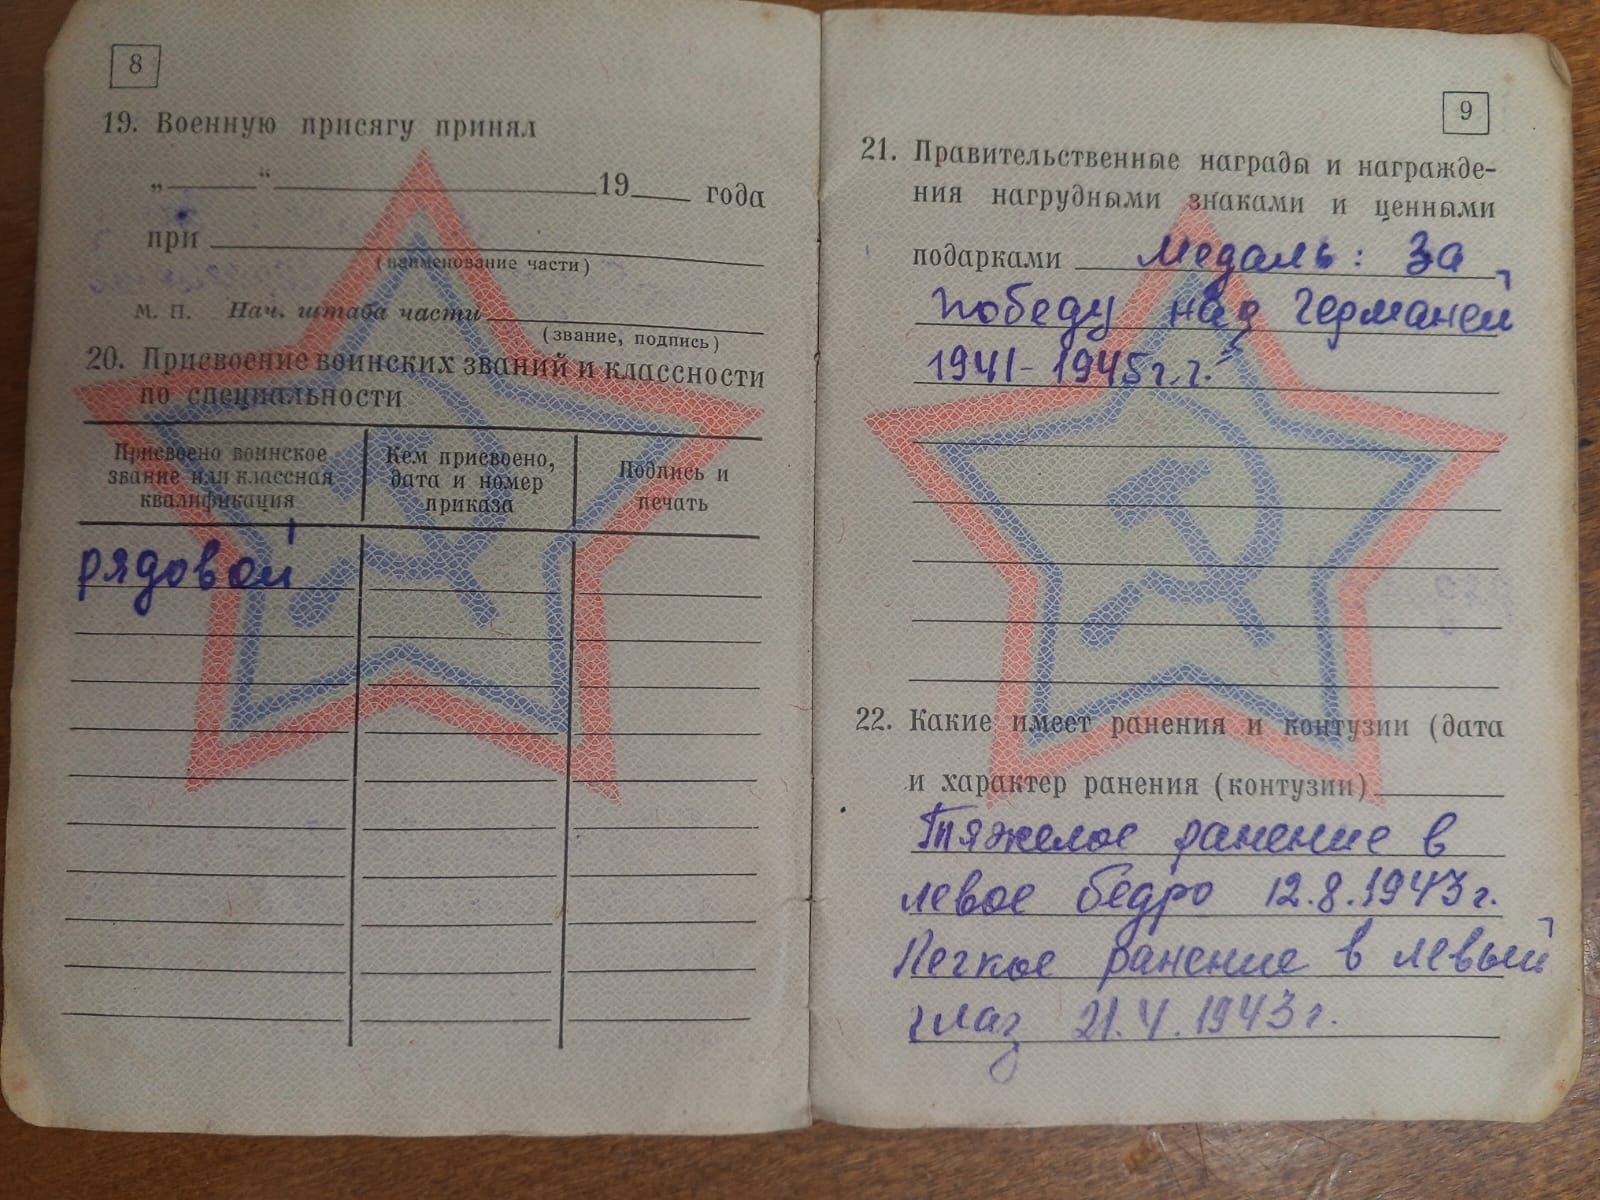 8
19. Военную присягу принял
„ “ 19 года
при
(наименование части)
М. П. Нач. штаба части
(звание, подпись)
20. Присвоение воинских званий и классности
по специальности
Присвоено воинское
звание или классная
квалификация
Кем присвоено,
дата и номер
приказа
Подпись и
печать
рядовой
9
21. Правительственные награды и награжде-
ния нагрудными знаками и ценными
подарками Медаль: За
победу над Германей
1941-1945г.г."
22. Какие имеет ранения и контузии (дата
и характер ранения (контузии)
Тяжелое ранение в
левое бедро 12.8.1943г.
Легкое ранение в левый
глаз 21.4.1943г.